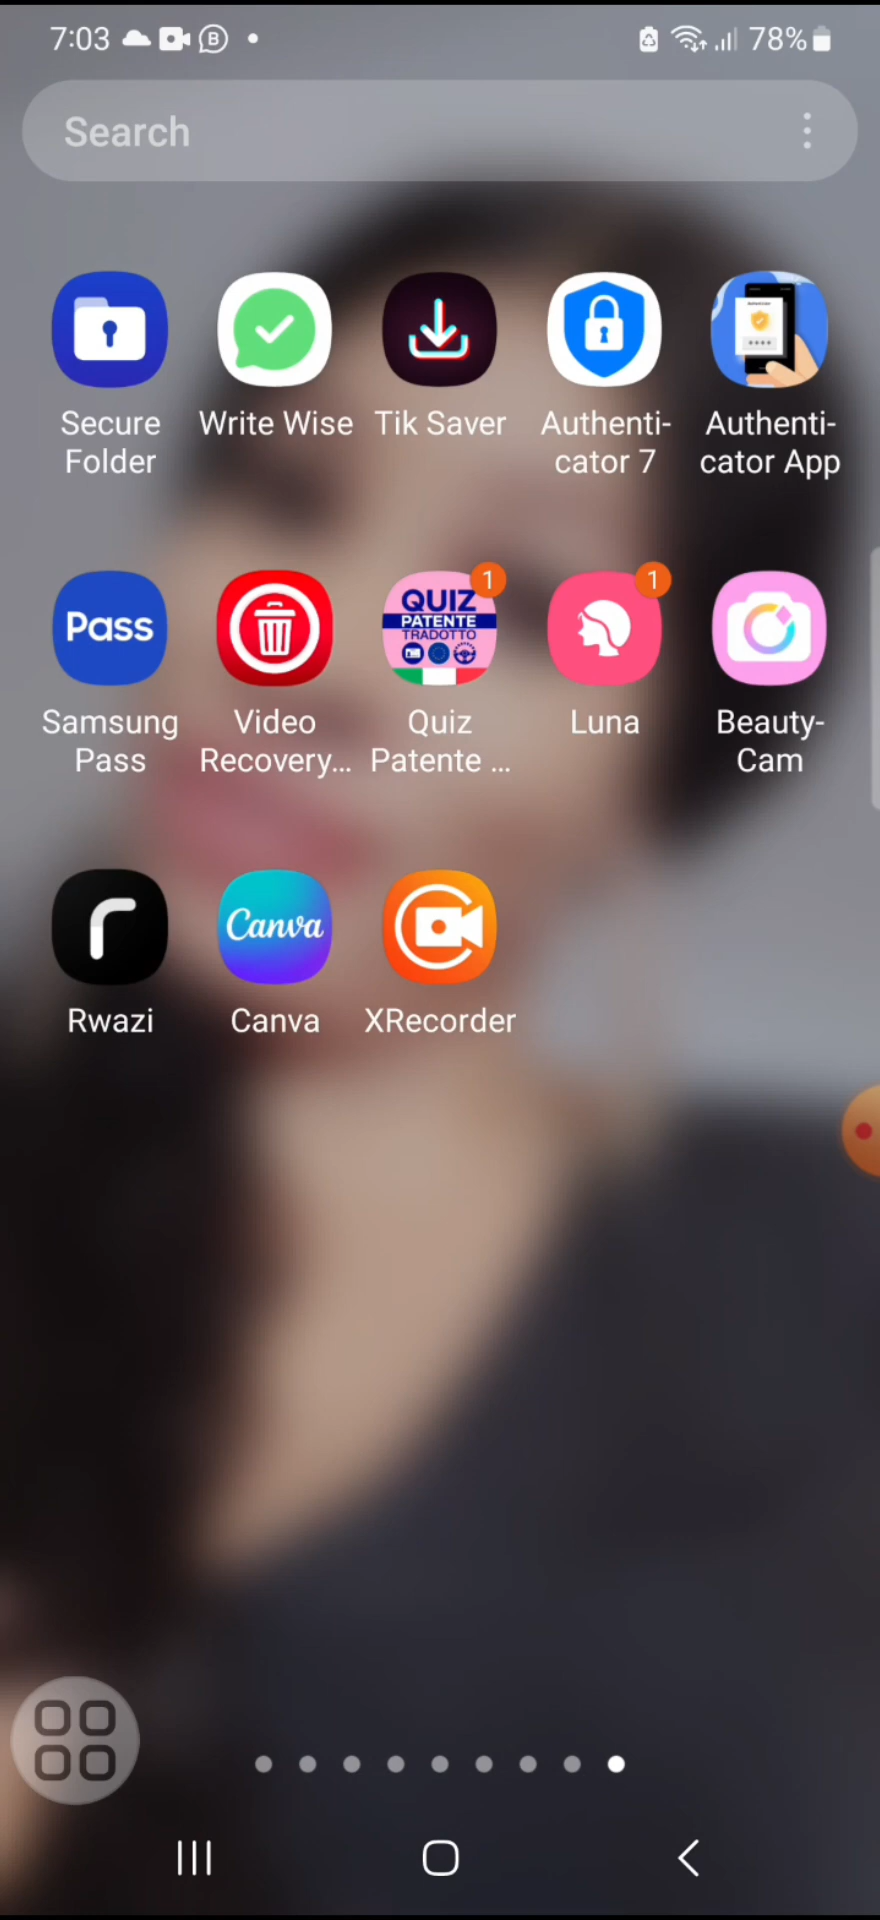 7:03
78%
Search
Secure
Folder
Write Wise
Tik Saver
Authenti-
cator 7
Authenti-
cator App
Pass
QUIZ
PATENTE
TRADOTTO
1
1
Samsung
Pass
Video
Recovery...
Quiz
Patente ...
Luna
Beauty-
Cam
Canva
Rwazi
Canva
XRecorder